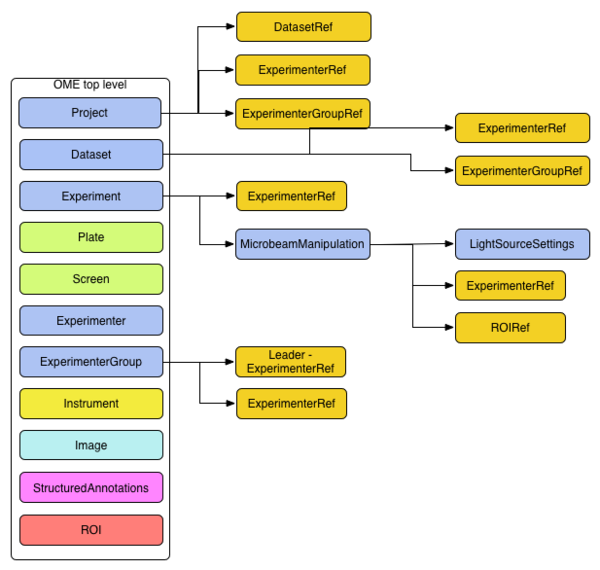 DatasetRef
ExperimenterRef
OME top level
Project
ExperimenterGroupRef
ExperimenterRef
Dataset
ExperimenterGroupRef
Experiment
ExperimenterRef
Plate
MicrobeamManipulation
LightSourceSettings
Screen
ExperimenterRef
Experimenter
ROIRef
ExperimenterGroup
Leader -
ExperimenterRef
Instrument
ExperimenterRef
Image
StructuredAnnotations
ROI